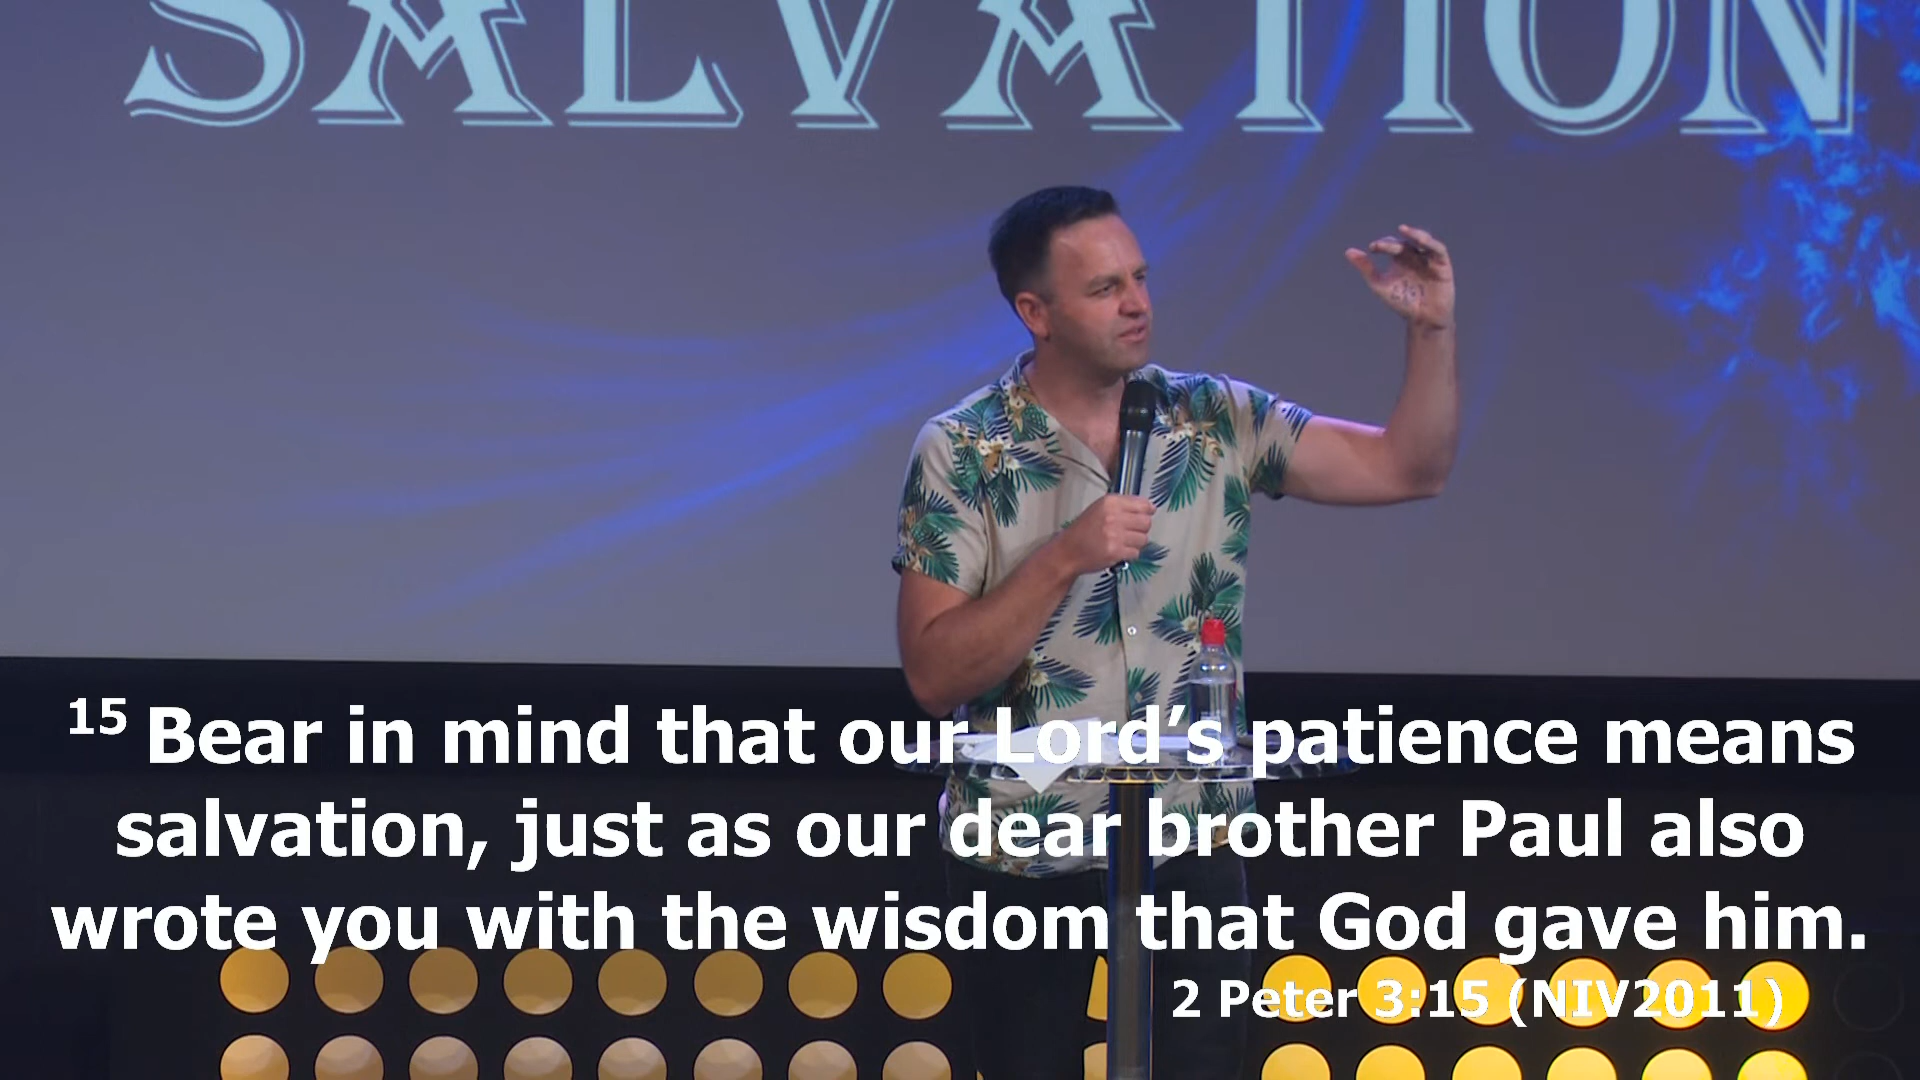 SALVATION
15 Bear in mind that our Lord’s patience means
salvation, just as our dear brother Paul also
wrote you with the wisdom that God gave him.
2 Peter 3:15 (NIV2011)